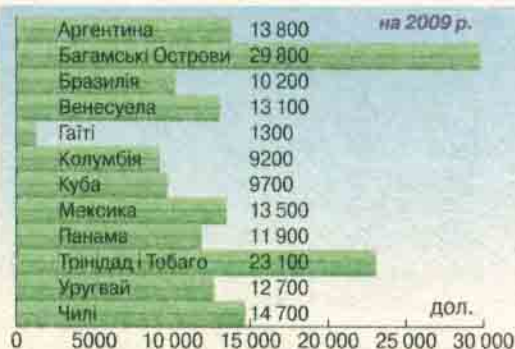 на 2009 р.
Аргентина 13 800
Багамські Острови 29 800
Бразилія 10 200
Венесуела 13 100
Гаїті 1300
Колумбія 9200
Куба 9700
Мексика 13 500
Панама 11 900
Трінідад і Тобаго 23 100
Уругвай 12 700
Чилі 14 700
дол.
0 5000 10 000 15 000 20 000 25 000 30 000